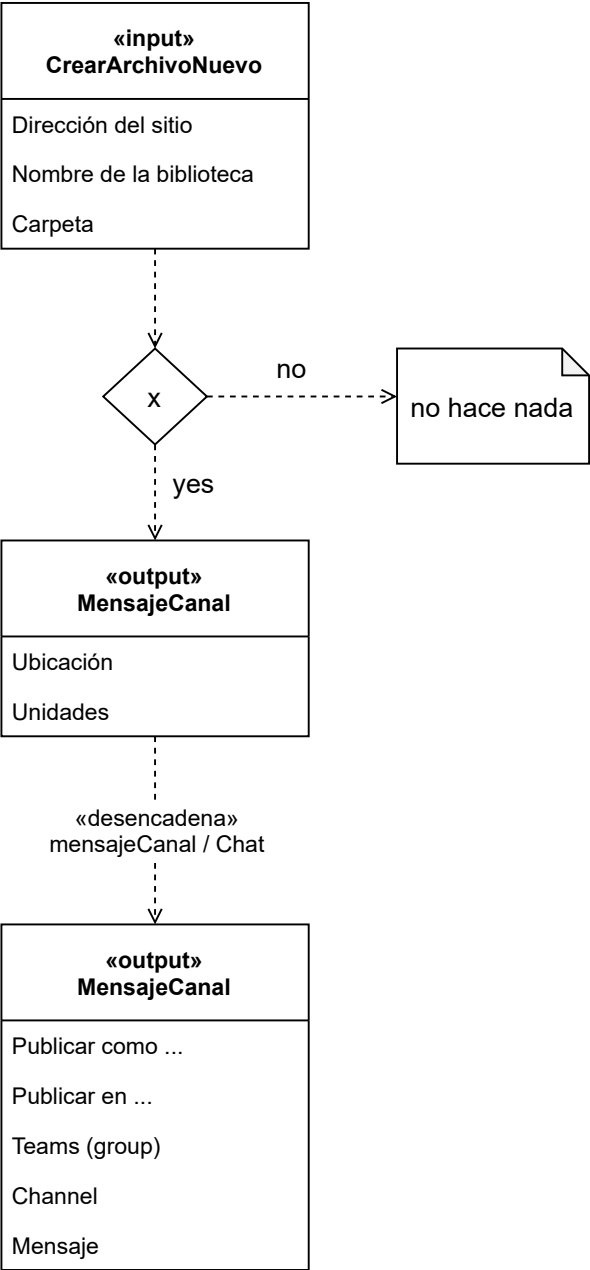 «input»
CrearArchivoNuevo
Dirección del sitio
Nombre de la biblioteca
Carpeta
x
no
no hace nada
yes
«output»
MensajeCanal
Ubicación
Unidades
«desencadena»
mensajeCanal / Chat
«output»
MensajeCanal
Publicar como ...
Publicar en ...
Teams (group)
Channel
Mensaje